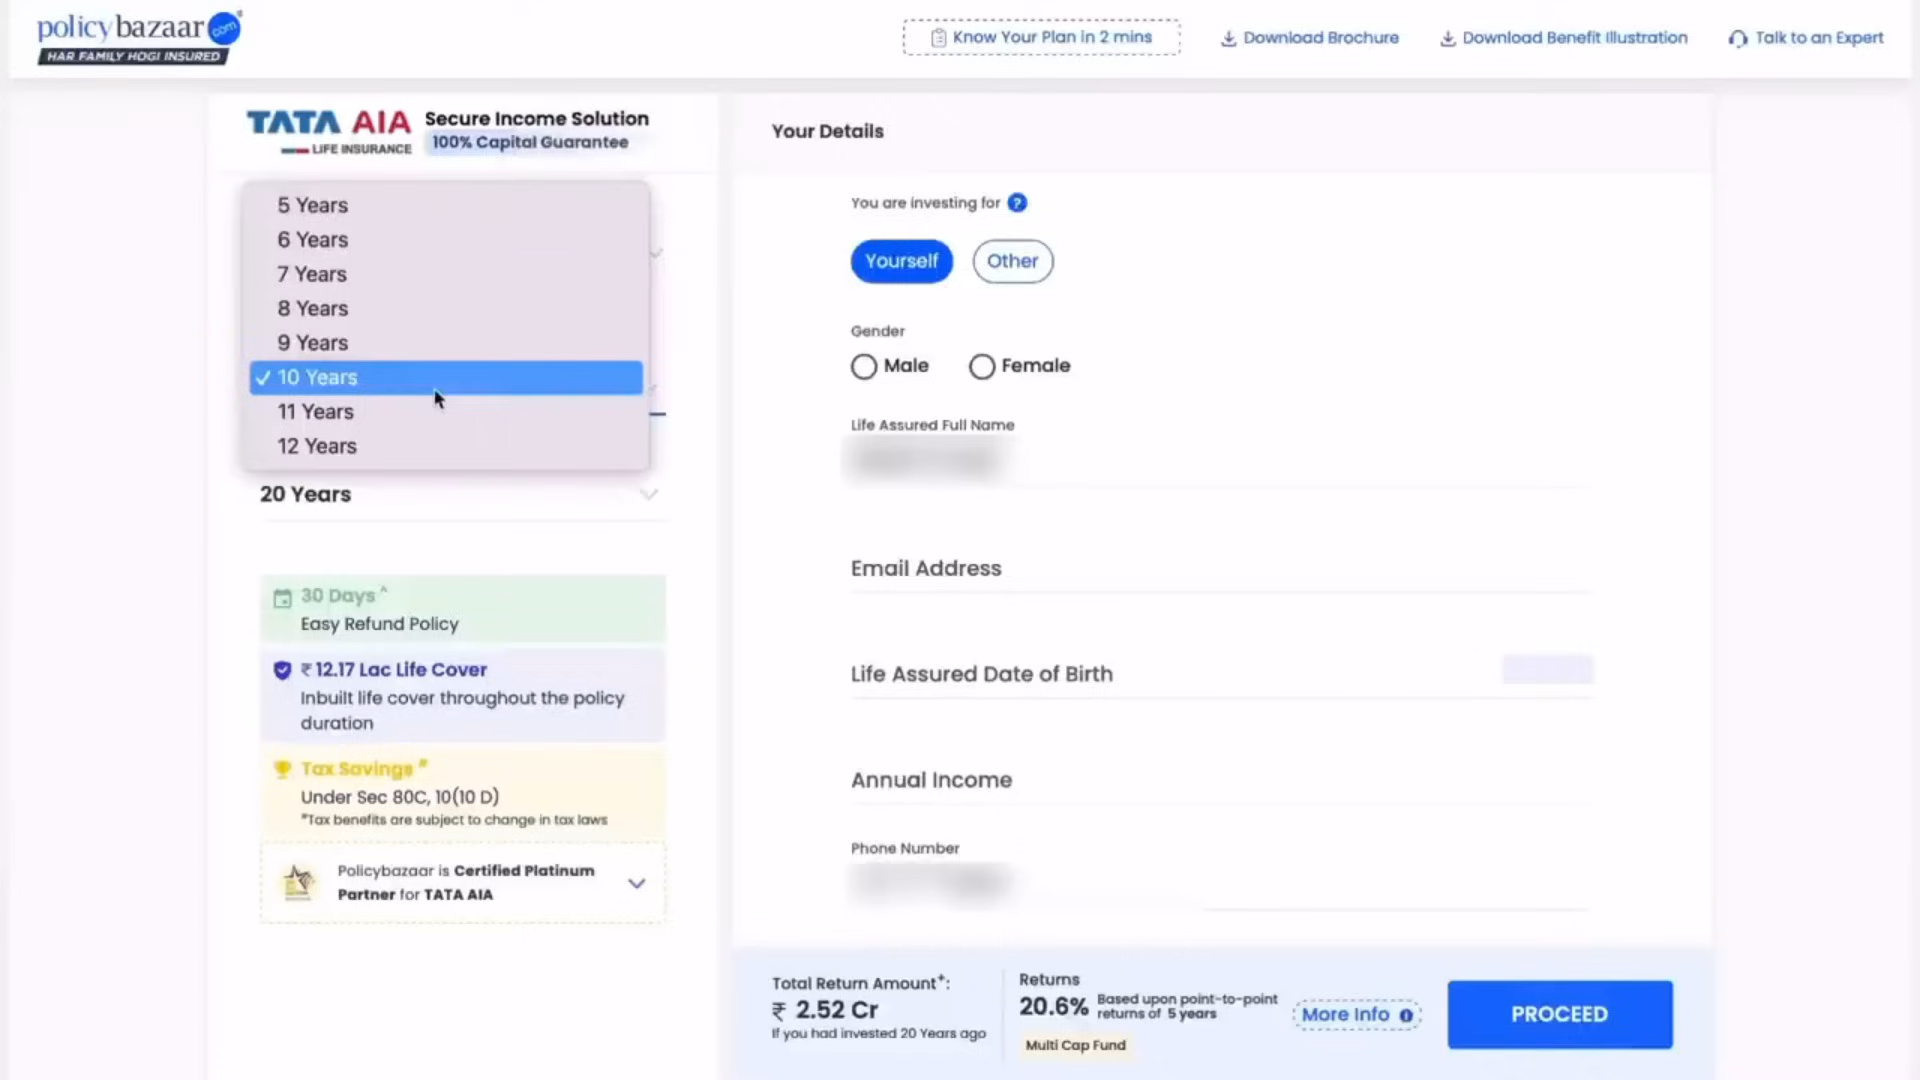 policybazaar com
HAR FAMILY HOGI INSURED
Know Your Plan in 2 mins
Download Brochure
Download Benefit Illustration
Talk to an Expert
TATA AIA
LIFE INSURANCE
Secure Income Solution
100% Capital Guarantee
5 Years
6 Years
7 Years
8 Years
9 Years
10 Years
11 Years
12 Years
20 Years
30 Days ^
Easy Refund Policy
₹ 12.17 Lac Life Cover
Inbuilt life cover throughout the policy
duration
Tax Savings #
Under Sec 80C, 10(10 D)
#Tax benefits are subject to change in tax laws
Policybazaar is Certified Platinum
Partner for TATA AIA
Your Details
You are investing for ?
Yourself
Other
Gender
Male
Female
Life Assured Full Name
Email Address
Life Assured Date of Birth
Annual Income
Phone Number
Total Return Amount+:
₹ 2.52 Cr
If you had invested 20 Years ago
Returns
20.6%
Based upon point-to-point
returns of 5 years
Multi Cap Fund
More Info
PROCEED